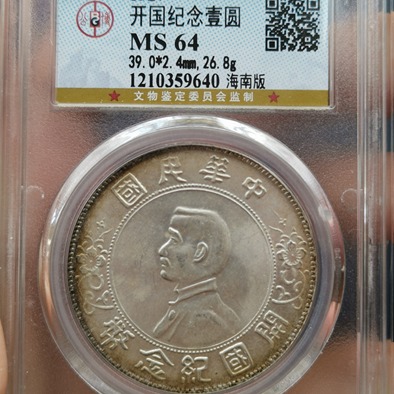 开国纪念壹圆
MS 64
39.0*2.4mm,26.8g
1210359640 海南版
★ 文物鉴定委员会监制 ★
中華民國
開國紀念幣